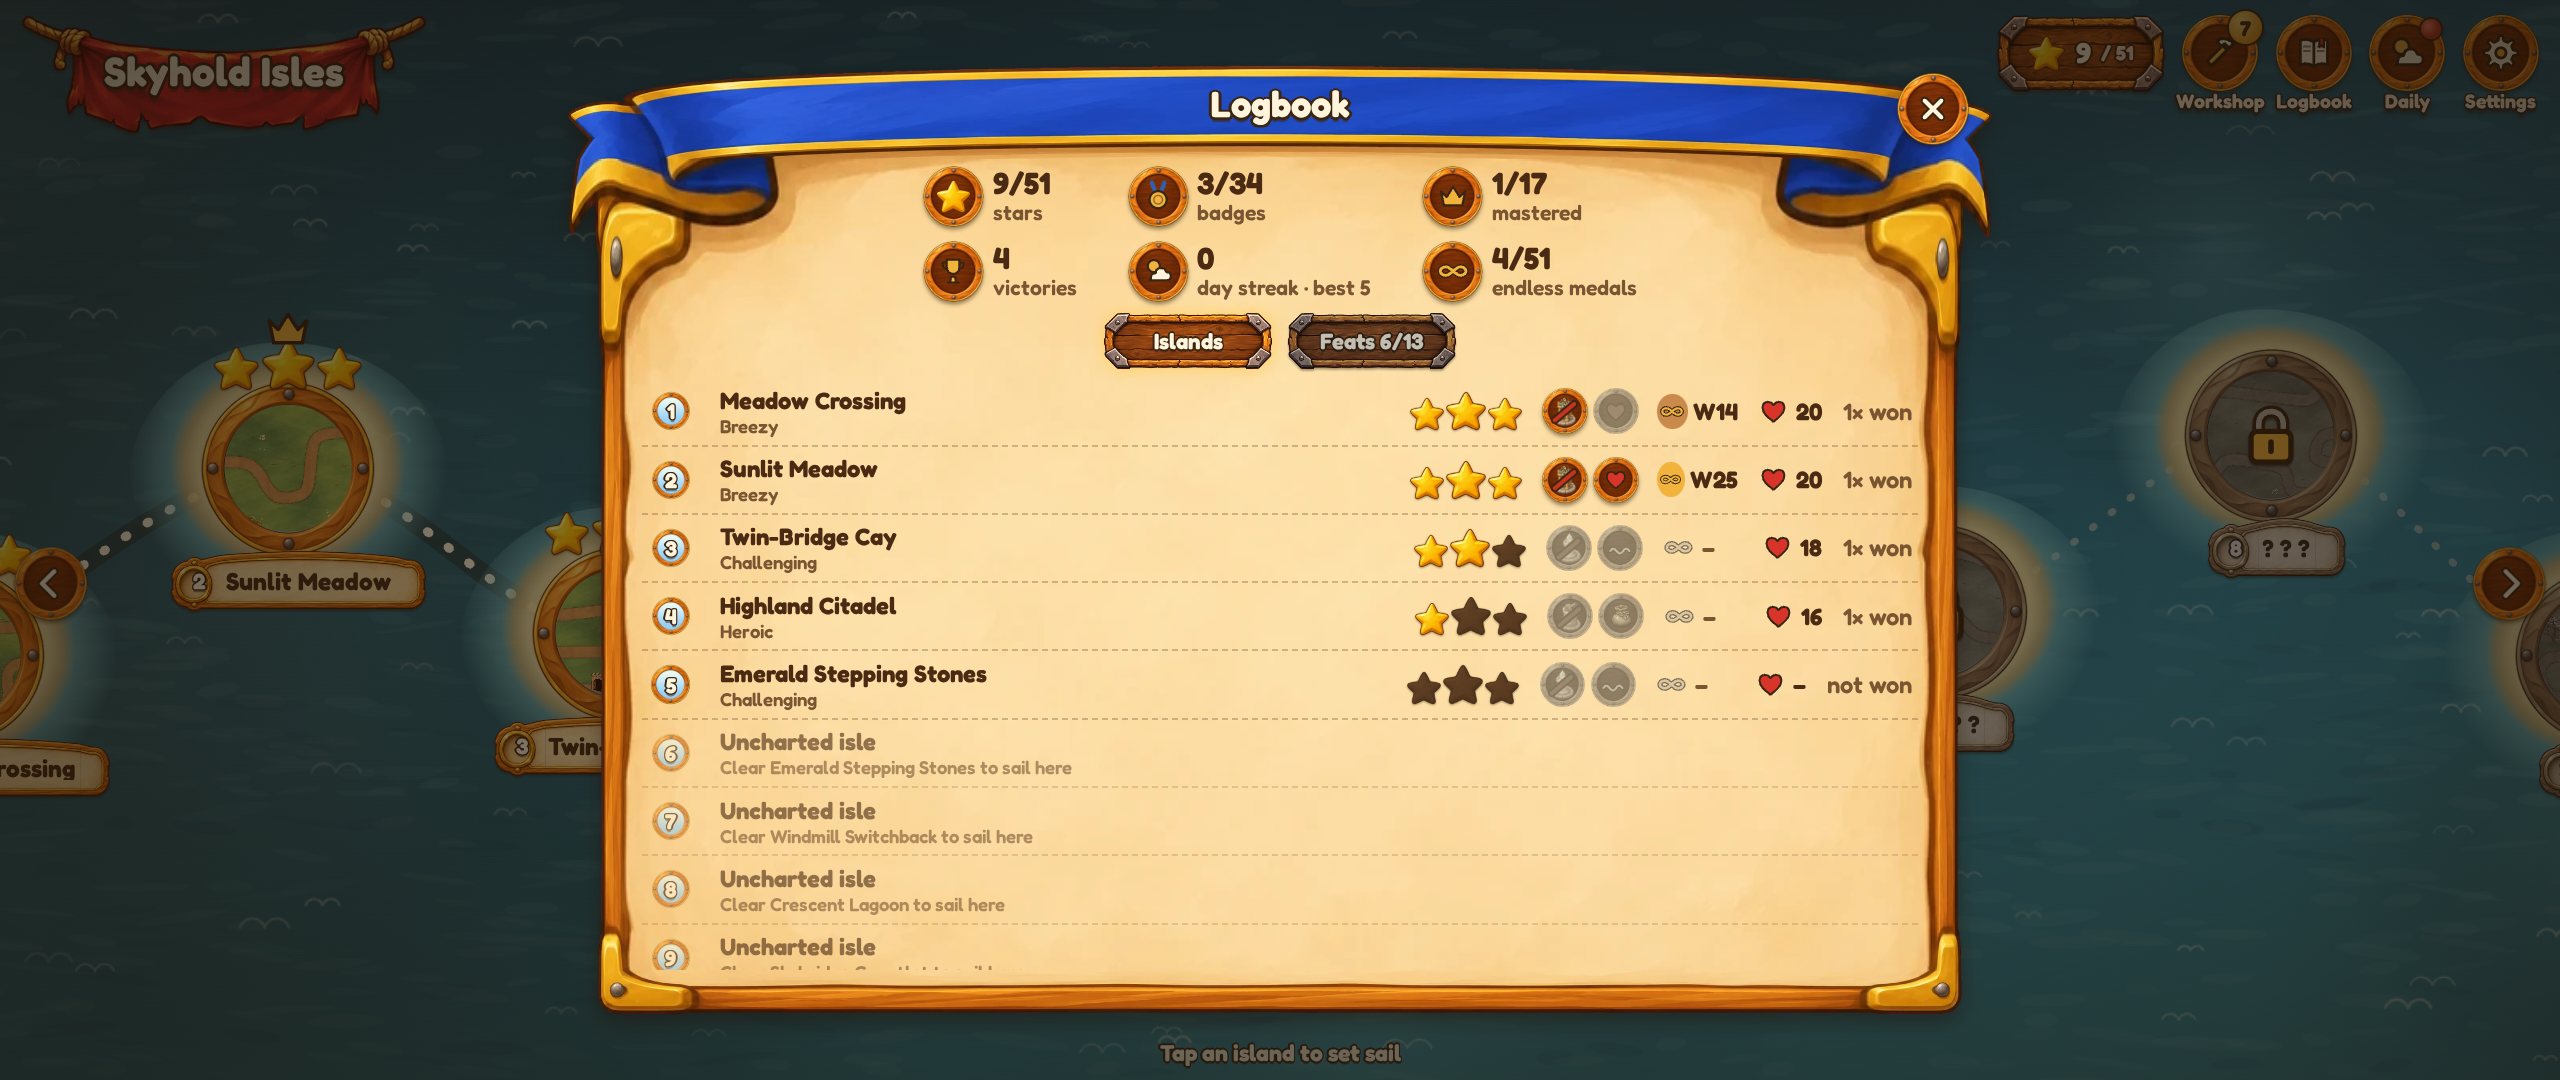 Skyhold Isles
9 / 51
7
Workshop
Logbook
Daily
Settings
Logbook
9/51
stars
3/34
badges
1/17
mastered
4
victories
0
day streak · best 5
4/51
endless medals
Islands
Feats 6/13
1
Meadow Crossing
Breezy
W14
20
1x won
2
Sunlit Meadow
Breezy
W25
20
1x won
3
Twin-Bridge Cay
Challenging
–
18
1x won
4
Highland Citadel
Heroic
–
16
1x won
5
Emerald Stepping Stones
Challenging
–
–
not won
6
Uncharted isle
Clear Emerald Stepping Stones to sail here
7
Uncharted isle
Clear Windmill Switchback to sail here
8
Uncharted isle
Clear Crescent Lagoon to sail here
9
Uncharted isle
2
Sunlit Meadow
rossing
3
Twin-
?
8
? ? ?
Tap an island to set sail